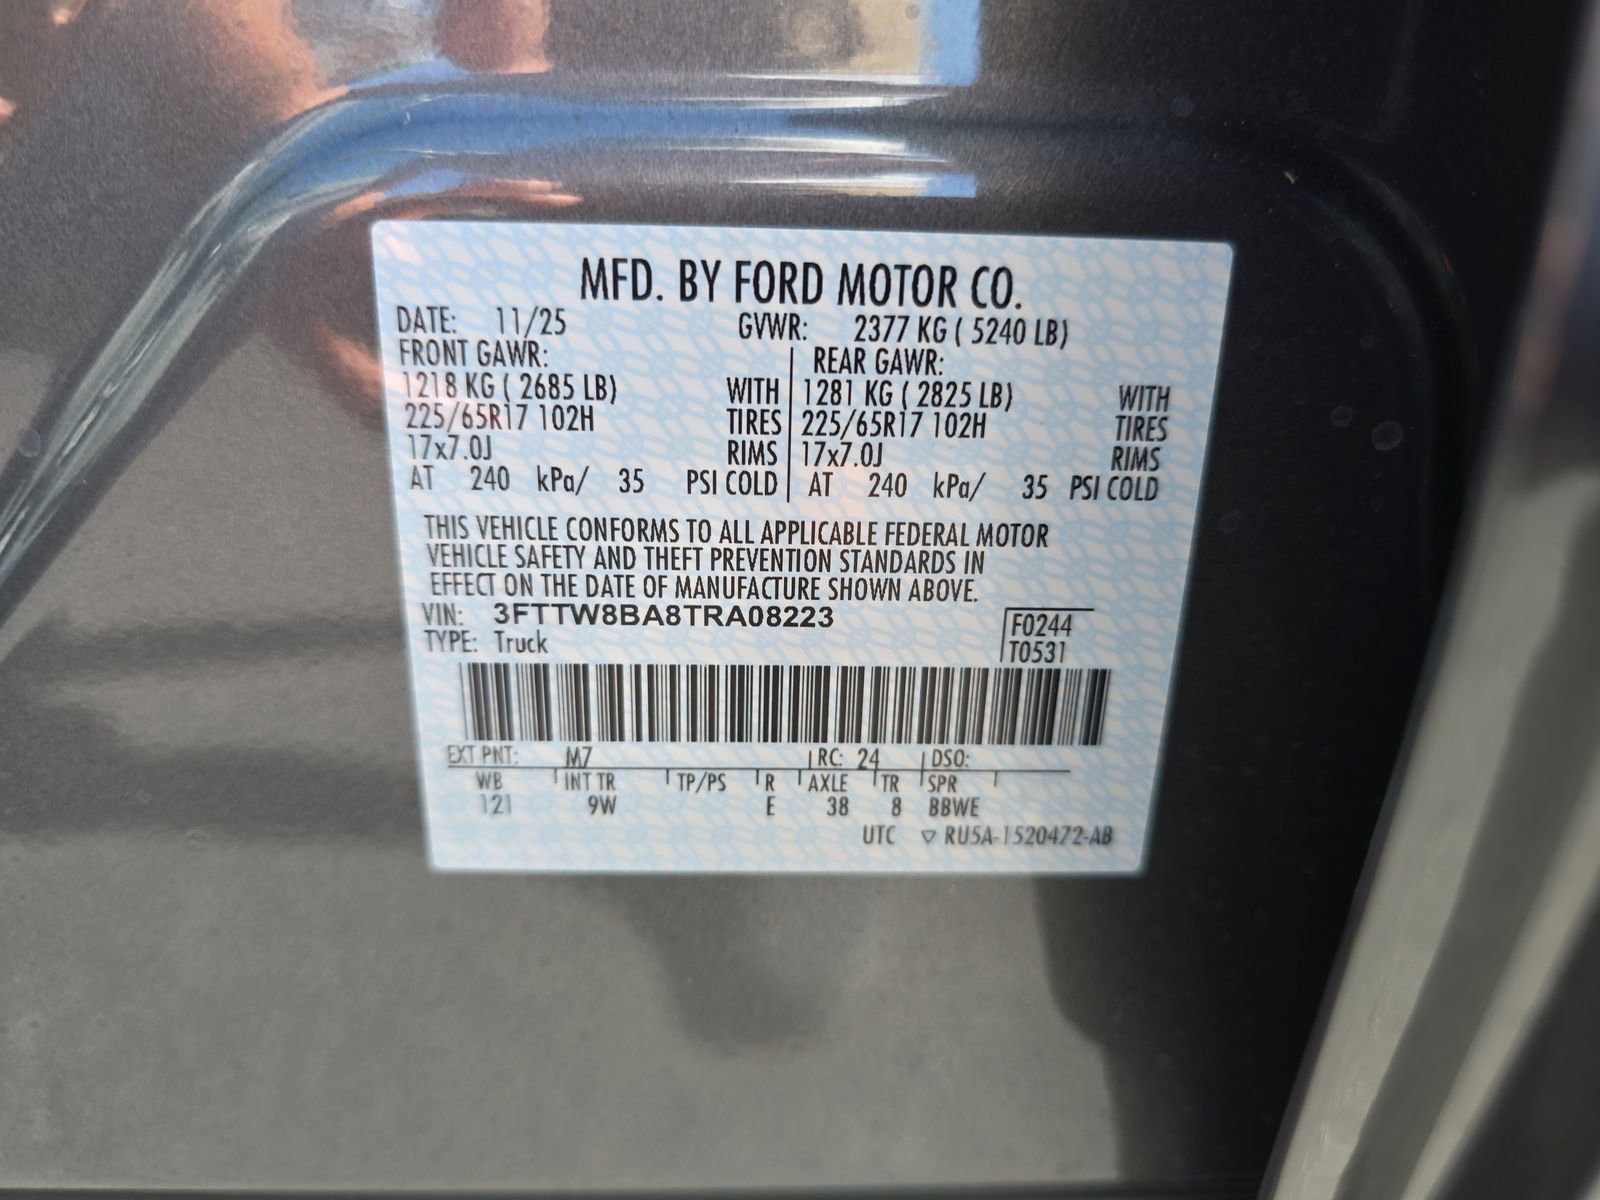 MFD. BY FORD MOTOR CO.
DATE: 11/25 GVWR: 2377 KG ( 5240 LB)
FRONT GAWR: REAR GAWR:
1218 KG ( 2685 LB) WITH 1281 KG ( 2825 LB) WITH
225/65R17 102H TIRES 225/65R17 102H TIRES
17x7.0J RIMS 17x7.0J RIMS
AT 240 kPa/ 35 PSI COLD AT 240 kPa/ 35 PSI COLD
THIS VEHICLE CONFORMS TO ALL APPLICABLE FEDERAL MOTOR
VEHICLE SAFETY AND THEFT PREVENTION STANDARDS IN
EFFECT ON THE DATE OF MANUFACTURE SHOWN ABOVE.
VIN: 3FTTW8BA8TRA08223
TYPE: Truck
F0244
T0531
EXT PNT: M7 RC: 24 DSO:
WB INT TR TP/PS R AXLE TR SPR
121 9W E 38 8 BBWE
UTC ▽ RU5A-1520472-AB